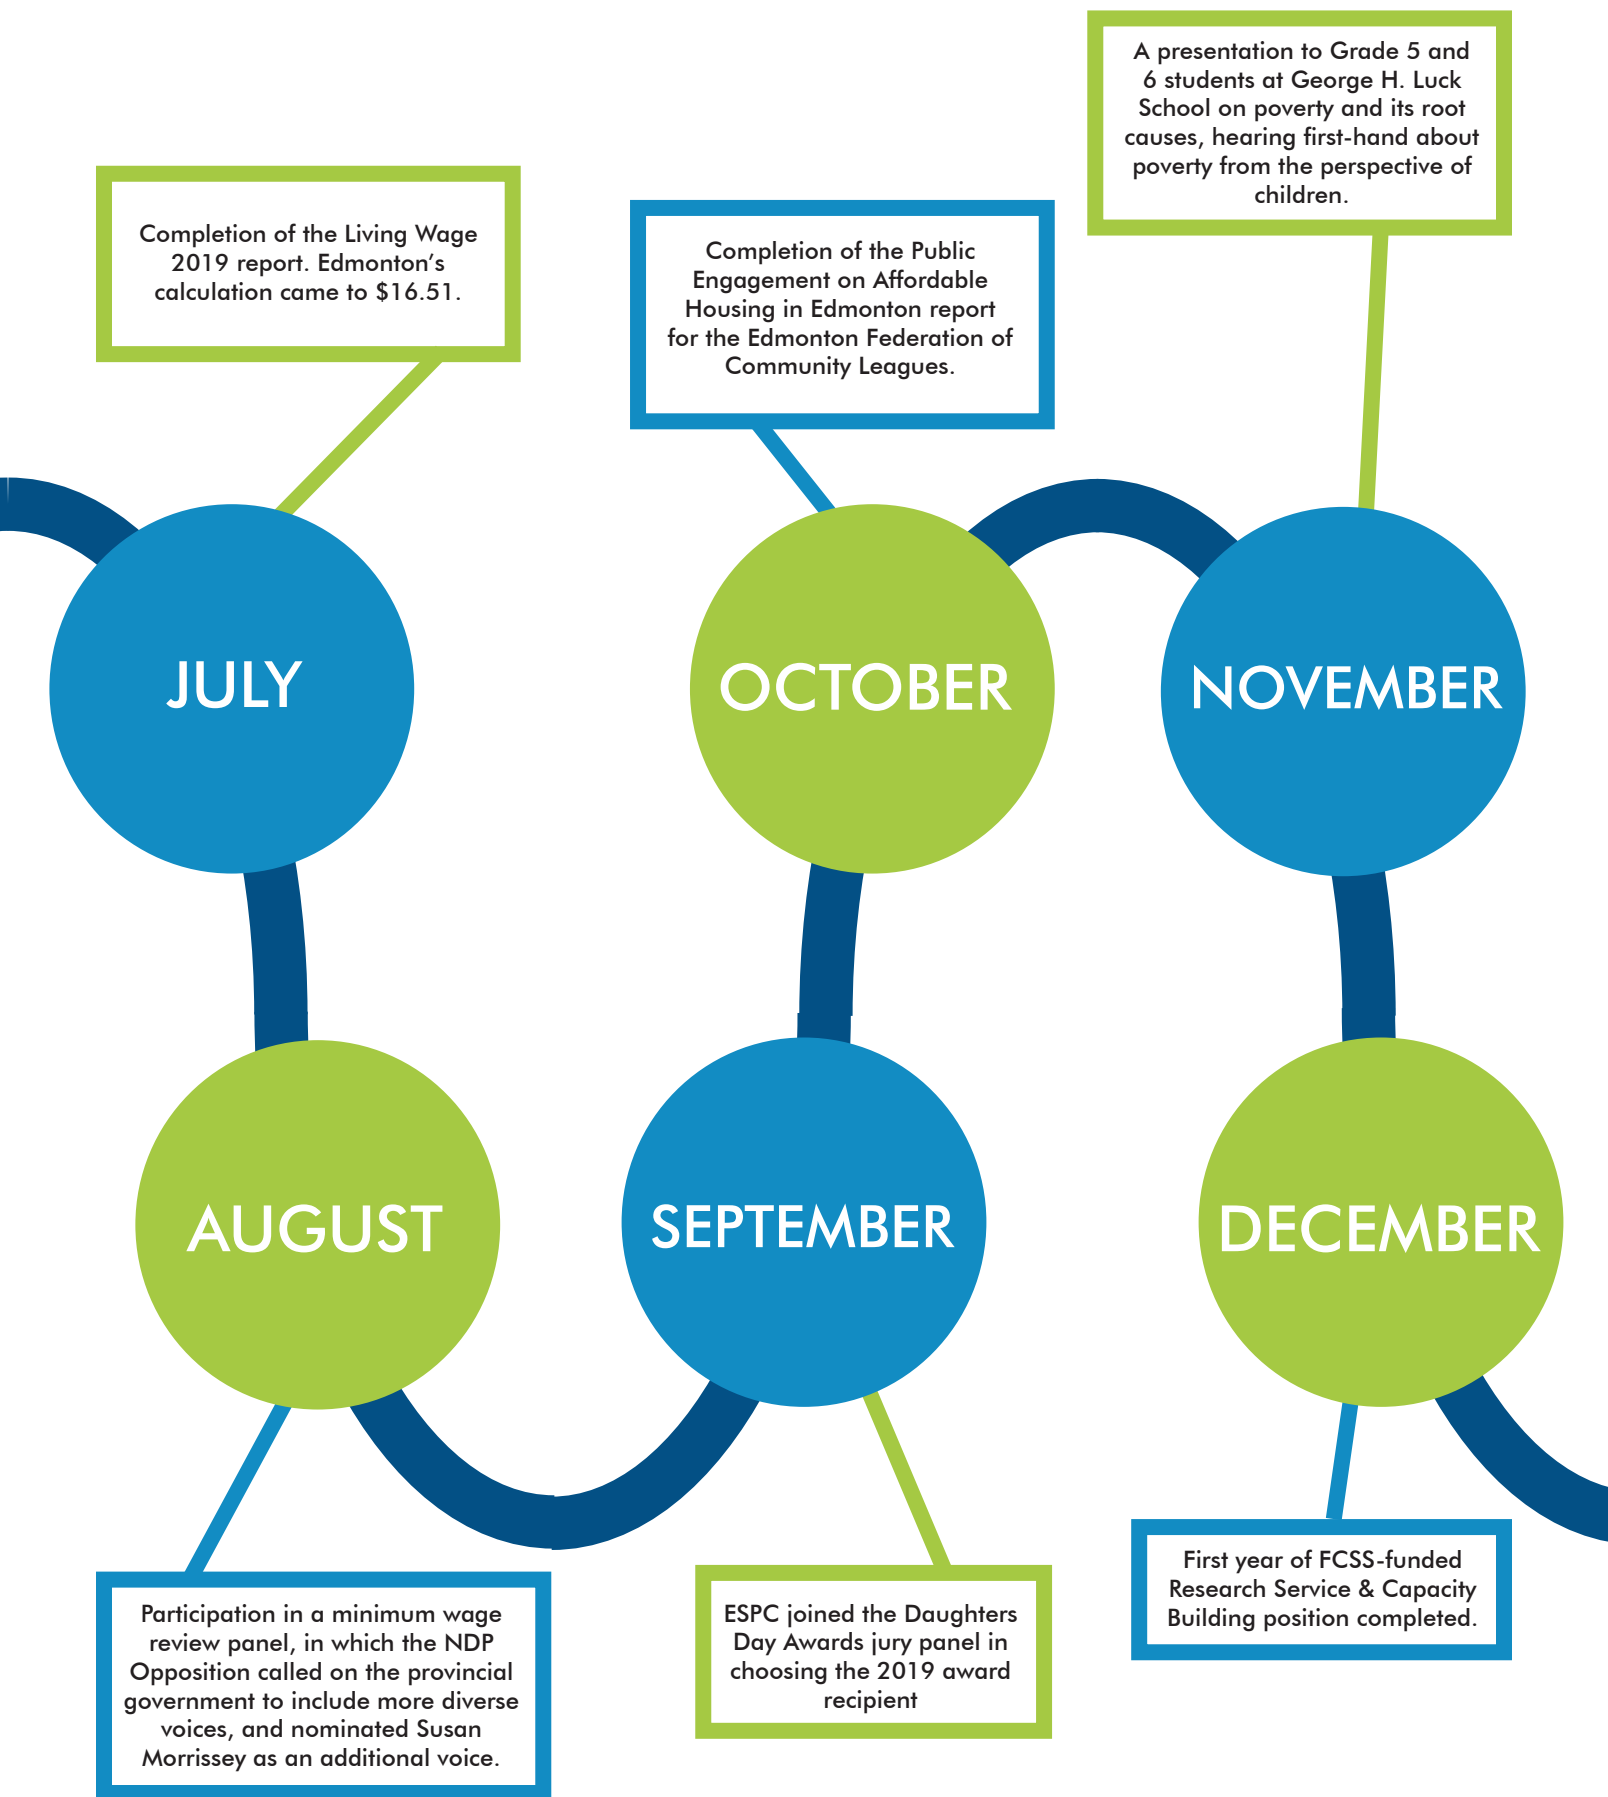 A presentation to Grade 5 and
6 students at George H. Luck
School on poverty and its root
causes, hearing first-hand about
poverty from the perspective of
children.
Completion of the Living Wage
2019 report. Edmonton’s
calculation came to $16.51.
Completion of the Public
Engagement on Affordable
Housing in Edmonton report
for the Edmonton Federation of
Community Leagues.
JULY
OCTOBER
NOVEMBER
AUGUST
SEPTEMBER
DECEMBER
Participation in a minimum wage
review panel, in which the NDP
Opposition called on the provincial
government to include more diverse
voices, and nominated Susan
Morrissey as an additional voice.
ESPC joined the Daughters
Day Awards jury panel in
choosing the 2019 award
recipient
First year of FCSS-funded
Research Service & Capacity
Building position completed.